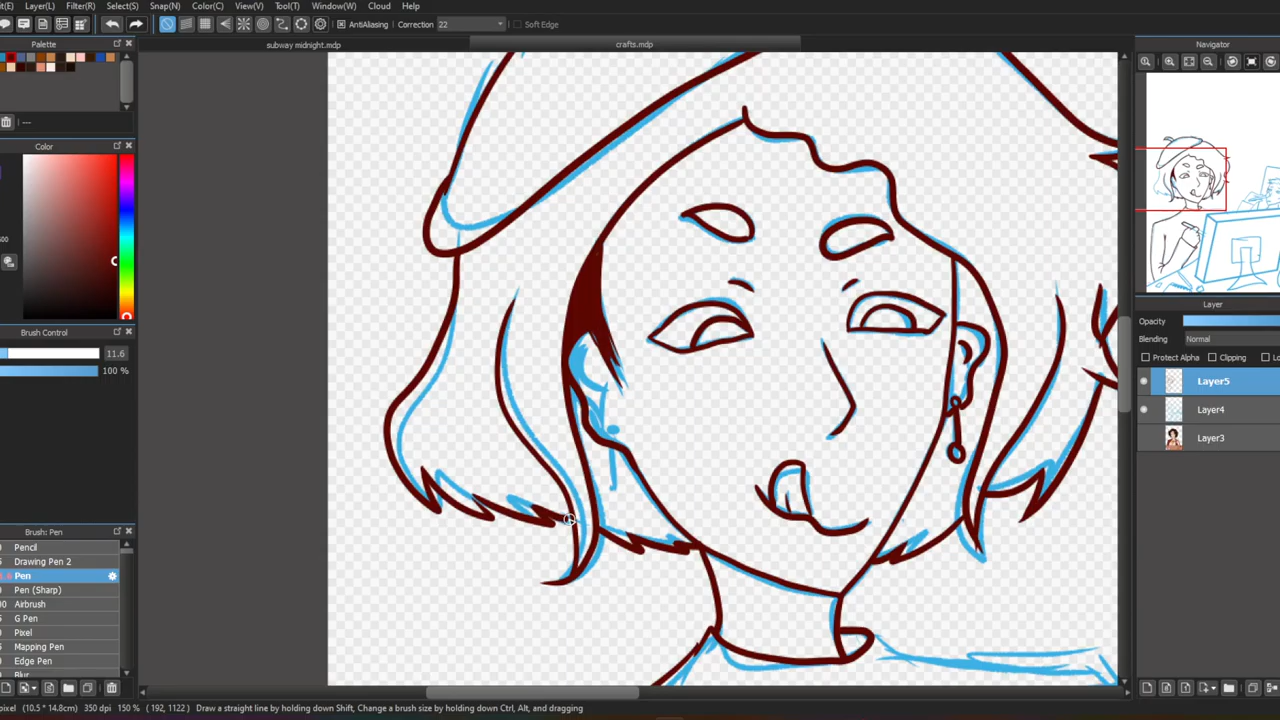 (E) Layer(L) Filter(R) Select(S) Snap(N) Color(C) View(V) Tool(T) Window(W) Cloud Help
AntiAliasing Correction 22 Soft Edge
Palette
subway midnight.mdp crafts.mdp
Navigator
---
Color
Brush Control
11.6
100 %
Layer
Opacity
Blending Normal
Protect Alpha Clipping Lo
Layer5
Layer4
Layer3
Brush: Pen
Pencil
Drawing Pen 2
Pen
Pen (Sharp)
Airbrush
G Pen
Pixel
Mapping Pen
Edge Pen
Blur
pixel (10.5 * 14.8cm) 350 dpi 150 % ( 192, 1122 ) Draw a straight line by holding down Shift, Change a brush size by holding down Ctrl, Alt, and dragging